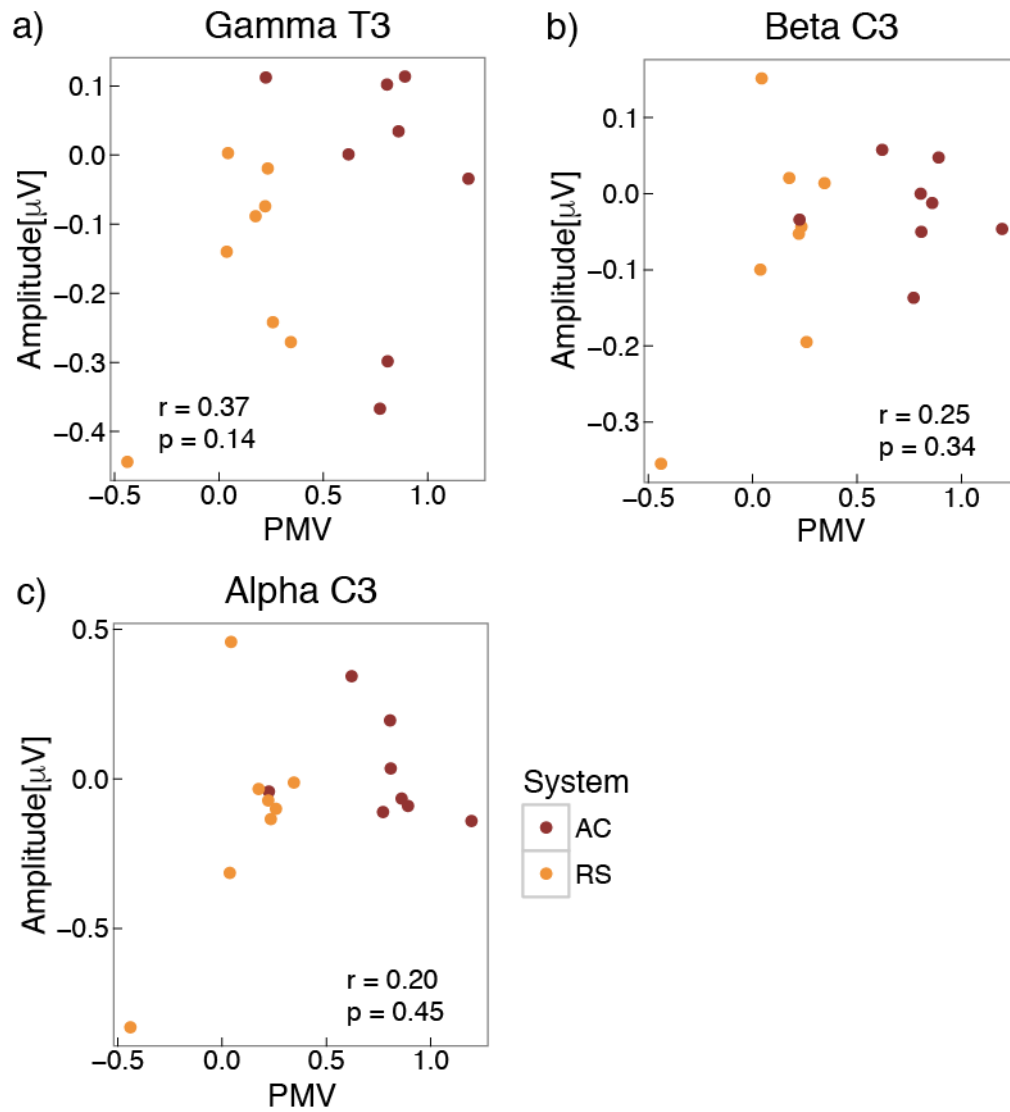 a) Gamma T3
0.1
0.0
−0.1
−0.2
−0.3
−0.4
Amplitude[μV]
r = 0.37
p = 0.14
−0.5 0.0 0.5 1.0
PMV
b) Beta C3
0.1
0.0
−0.1
−0.2
−0.3
Amplitude[μV]
r = 0.25
p = 0.34
−0.5 0.0 0.5 1.0
PMV
c) Alpha C3
0.5
0.0
−0.5
Amplitude[μV]
r = 0.20
p = 0.45
−0.5 0.0 0.5 1.0
PMV
System
AC
RS